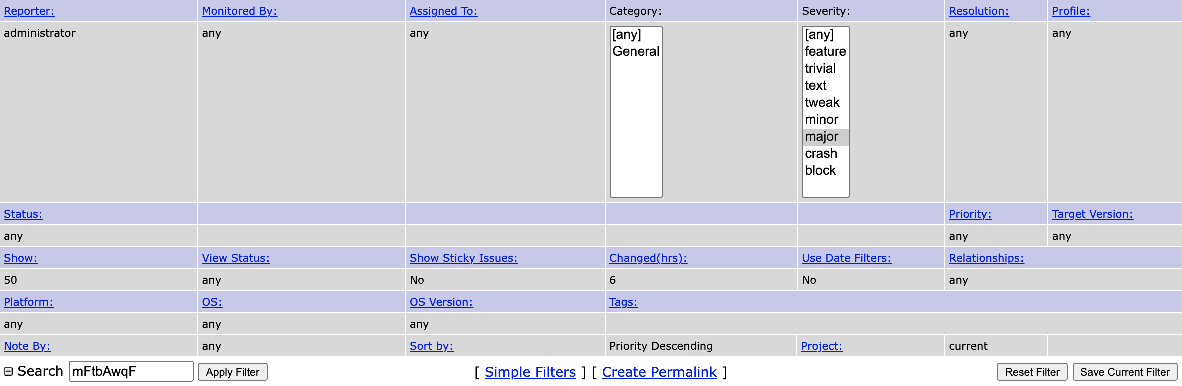 Reporter: Monitored By: Assigned To: Category: Severity: Resolution: Profile:
administrator any any [any] [any] any any
General feature
trivial
text
tweak
minor
major
crash
block
Status: Priority: Target Version:
any any any
Show: View Status: Show Sticky Issues: Changed(hrs): Use Date Filters: Relationships:
50 any No 6 No any
Platform: OS: OS Version: Tags:
any any any
Note By: any Sort by: Priority Descending Project: current
Search mFtbAwqF Apply Filter [ Simple Filters ] [ Create Permalink ] Reset Filter Save Current Filter